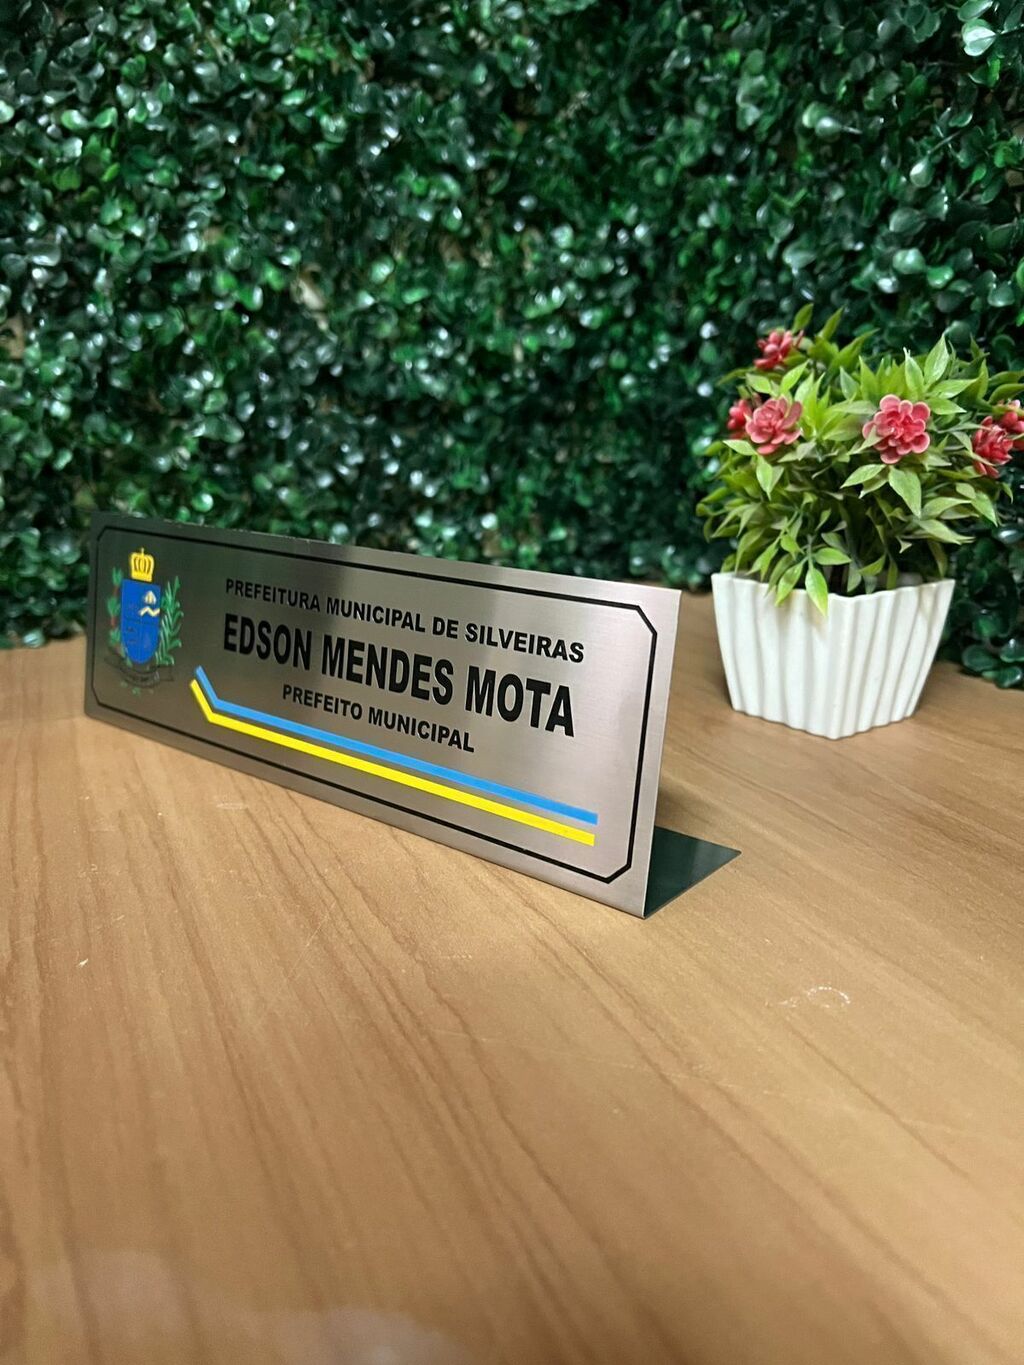 PREFEITURA MUNICIPAL DE SILVEIRAS
EDSON MENDES MOTA
PREFEITO MUNICIPAL